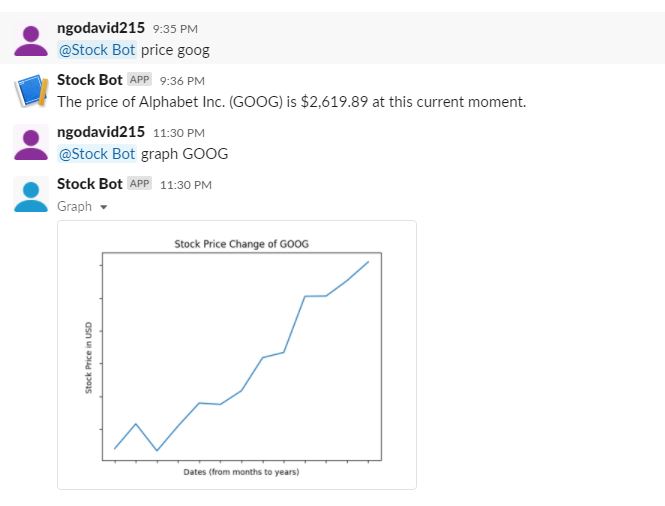 ngodavid215 9:35 PM
@Stock Bot price goog
Stock Bot APP 9:36 PM
The price of Alphabet Inc. (GOOG) is $2,619.89 at this current moment.
ngodavid215 11:30 PM
@Stock Bot graph GOOG
Stock Bot APP 11:30 PM
Graph
Stock Price Change of GOOG
Stock Price in USD
Dates (from months to years)